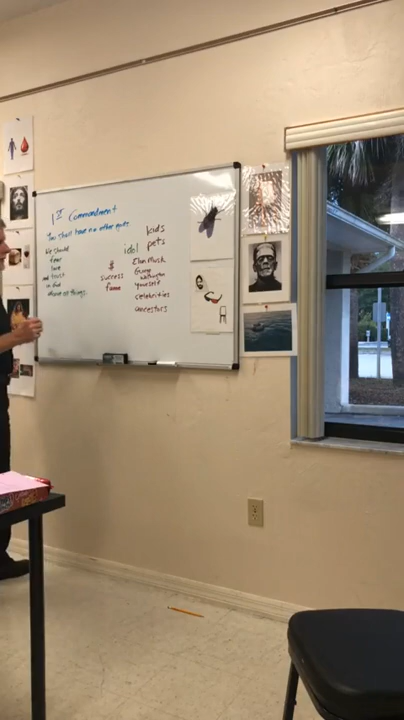 1ST Commandment
You shall have no other gods
We should
fear
love
and trust
in God
above all things.
idol
$
success
fame
kids
pets
Elon Musk
George
Washington
yourself
celebrities
ancestors